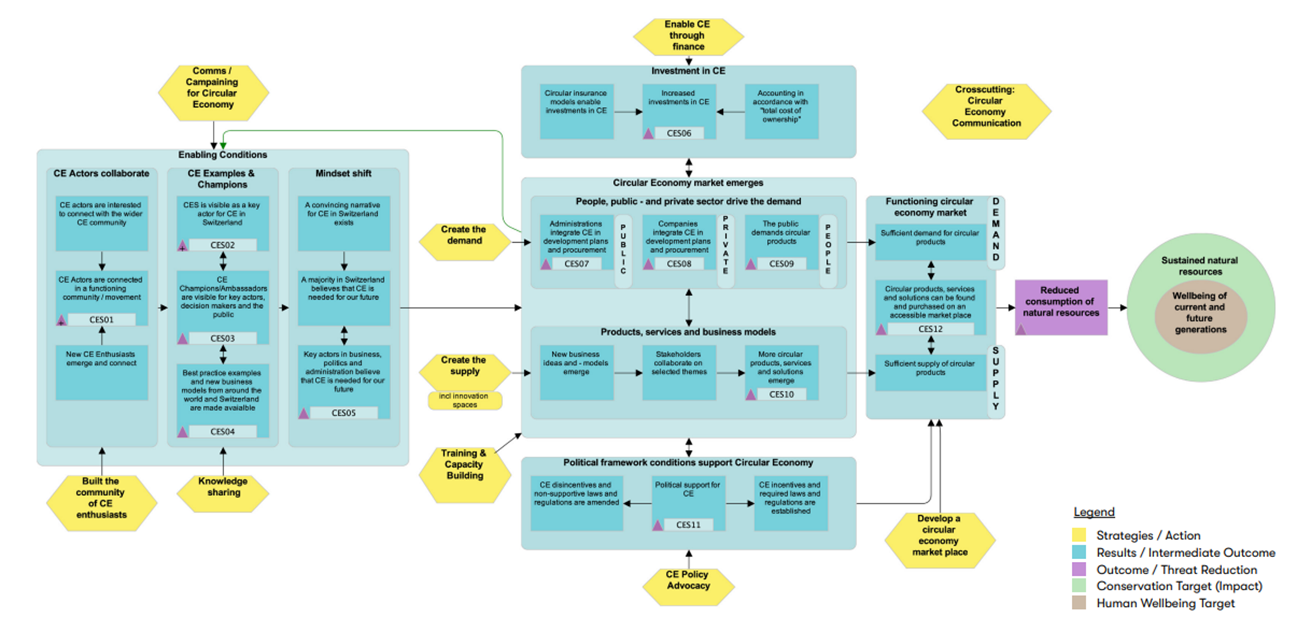 Enable CE
through
finance
Comms /
Campaining
for Circular
Economy
Investment in CE
Circular insurance
models enable
investments in CE
Increased
investments in CE
CES06
Accounting in
accordance with
"total cost of
ownership"
Crosscutting:
Circular
Economy
Communication
Enabling Conditions
CE Actors collaborate
CE actors are interested
to connect with the wider
CE community
CE Actors are connected
in a functioning
community / movement
CES01
New CE Enthusiasts
emerge and connect
CE Examples &
Champions
CES is visible as a key
actor for CE in
Switzerland
CES02
CE
Champions/Ambassadors
are visible for key actors,
decision makers and the
public
CES03
Best practice examples
and new business
models from around the
world and Switzerland
are made avaialble
CES04
Mindset shift
A convincing narrative
for CE in Switzerland
exists
A majority in Switzerland
believes that CE is
needed for our future
Key actors in business,
politics and
administration believe
that CE is needed for our
future
CES05
Built the
community
of CE
enthusiasts
Knowledge
sharing
Create the
demand
Create the
supply
incl innovation
spaces
Training &
Capacity
Building
Circular Economy market emerges
People, public - and private sector drive the demand
Administrations
integrate CE in
development plans
and procurement
CES07
PUBLIC
Companies
integrate CE in
development plans
and procurement
CES08
PRIVATE
The public
demands circular
products
CES09
PEOPLE
Products, services and business models
New business
ideas and - models
emerge
Stakeholders
collaborate on
selected themes
More circular
products, services
and solutions
emerge
CES10
Political framework conditions support Circular Economy
CE disincentives and
non-supportive laws and
regulations are amended
Political support for
CE
CES11
CE incentives and
required laws and
regulations are
established
CE Policy
Advocacy
Functioning circular
economy market
DEMAND
Sufficient demand for circular
products
Circular products, services
and solutions can be found
and purchased on an
accessible market place
CES12
Sufficient supply of circular
products
SUPPLY
Develop a
circular
economy
market place
Reduced
consumption of
natural resources
Sustained natural
resources
Wellbeing of
current and
future
generations
Legend
Strategies / Action
Results / Intermediate Outcome
Outcome / Threat Reduction
Conservation Target (Impact)
Human Wellbeing Target